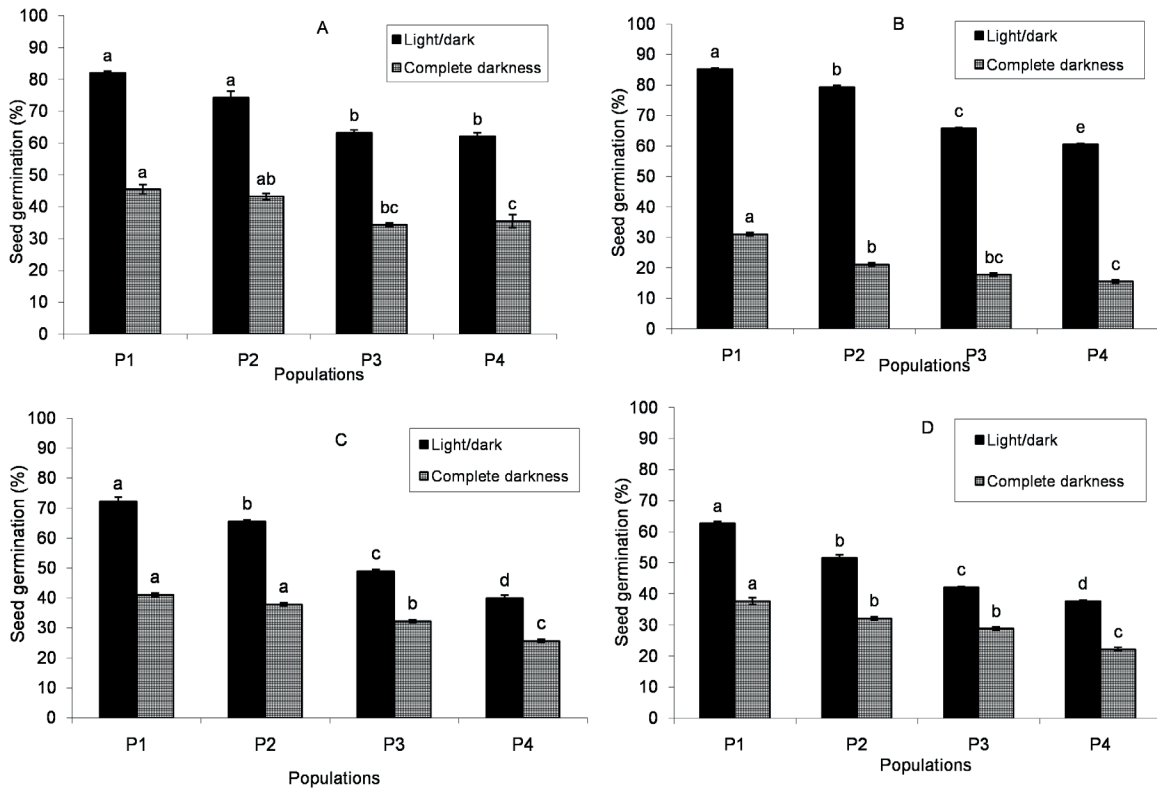 A
Light/dark
Complete darkness
Seed germination (%)
100
90
80
70
60
50
40
30
20
10
0
a
a
a
ab
b
bc
b
c
P1
P2
P3
P4
Populations
B
Light/dark
Complete darkness
Seed germination (%)
100
90
80
70
60
50
40
30
20
10
0
a
a
b
b
c
bc
e
c
P1
P2
P3
P4
Populations
C
Light/dark
Complete darkness
Seed germination (%)
100
90
80
70
60
50
40
30
20
10
0
a
a
b
a
c
b
d
c
P1
P2
P3
P4
Populations
D
Light/dark
Complete darkness
Seed germination (%)
100
90
80
70
60
50
40
30
20
10
0
a
a
b
b
c
b
d
c
P1
P2
P3
P4
Populations